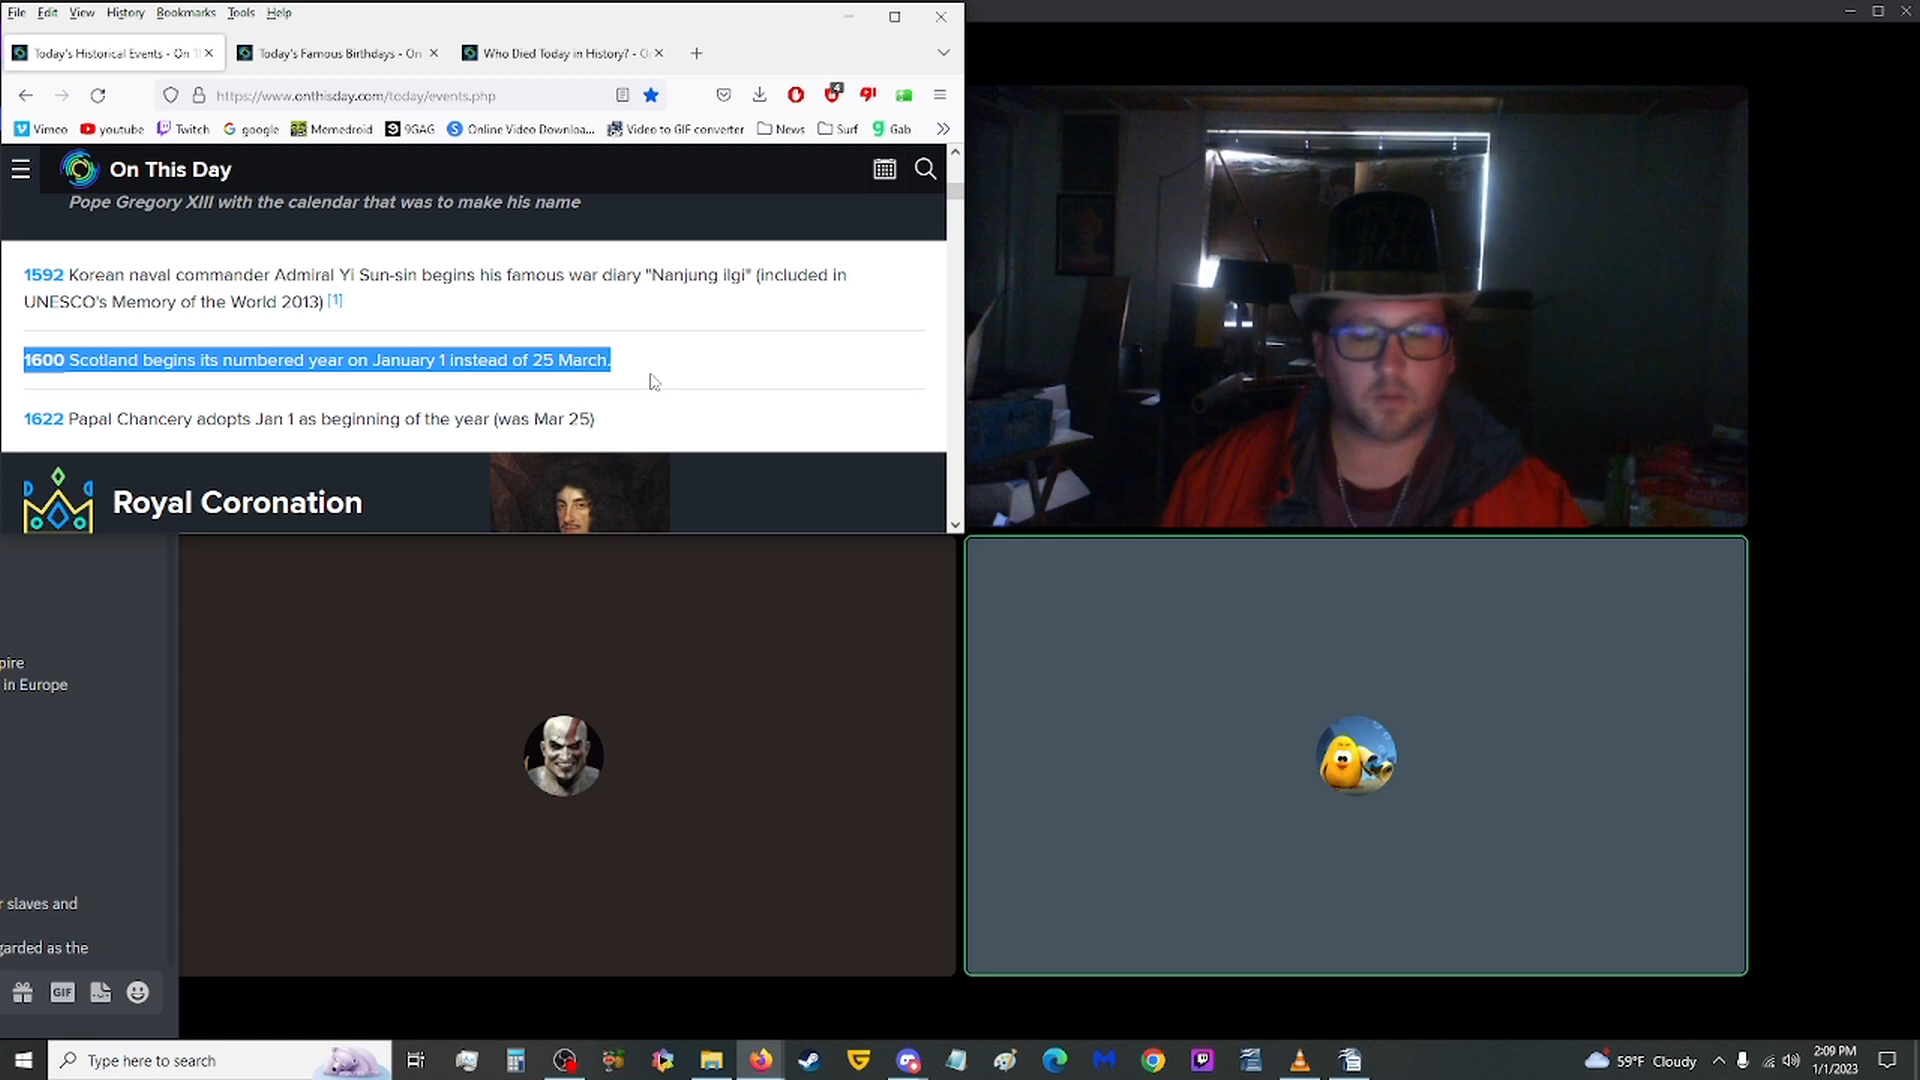 File Edit View History Bookmarks Tools Help
Today's Historical Events - On T
Today's Famous Birthdays - On
Who Died Today in History? - O
https://www.onthisday.com/today/events.php
4
Vimeo youtube Twitch google Memedroid 9GAG Online Video Downloa... Video to GIF converter News Surf Gab
On This Day
Pope Gregory XIII with the calendar that was to make his name
1592 Korean naval commander Admiral Yi Sun-sin begins his famous war diary "Nanjung ilgi" (included in
UNESCO's Memory of the World 2013) [1]
1600 Scotland begins its numbered year on January 1 instead of 25 March.
1622 Papal Chancery adopts Jan 1 as beginning of the year (was Mar 25)
Royal Coronation
pire
in Europe
r slaves and
garded as the
GIF
Type here to search
59°F Cloudy
2:09 PM
1/1/2023